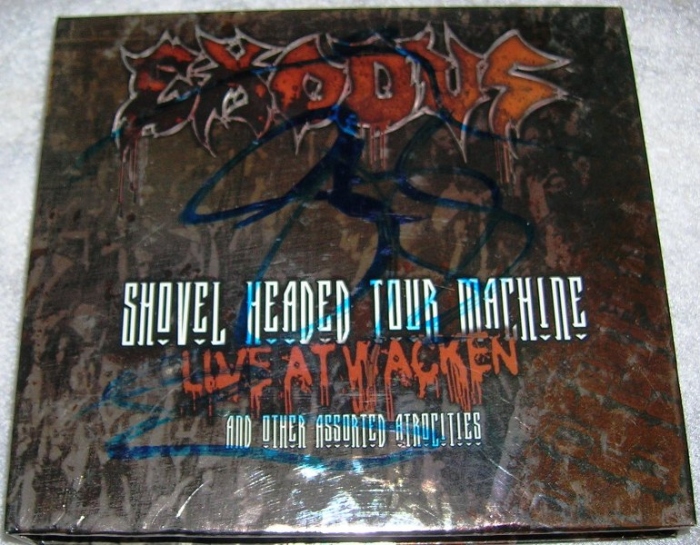 EXODUS
SHOVEL HEADED TOUR MACHINE
LIVE AT WACKEN
AND OTHER ASSORTED ATROCITIES